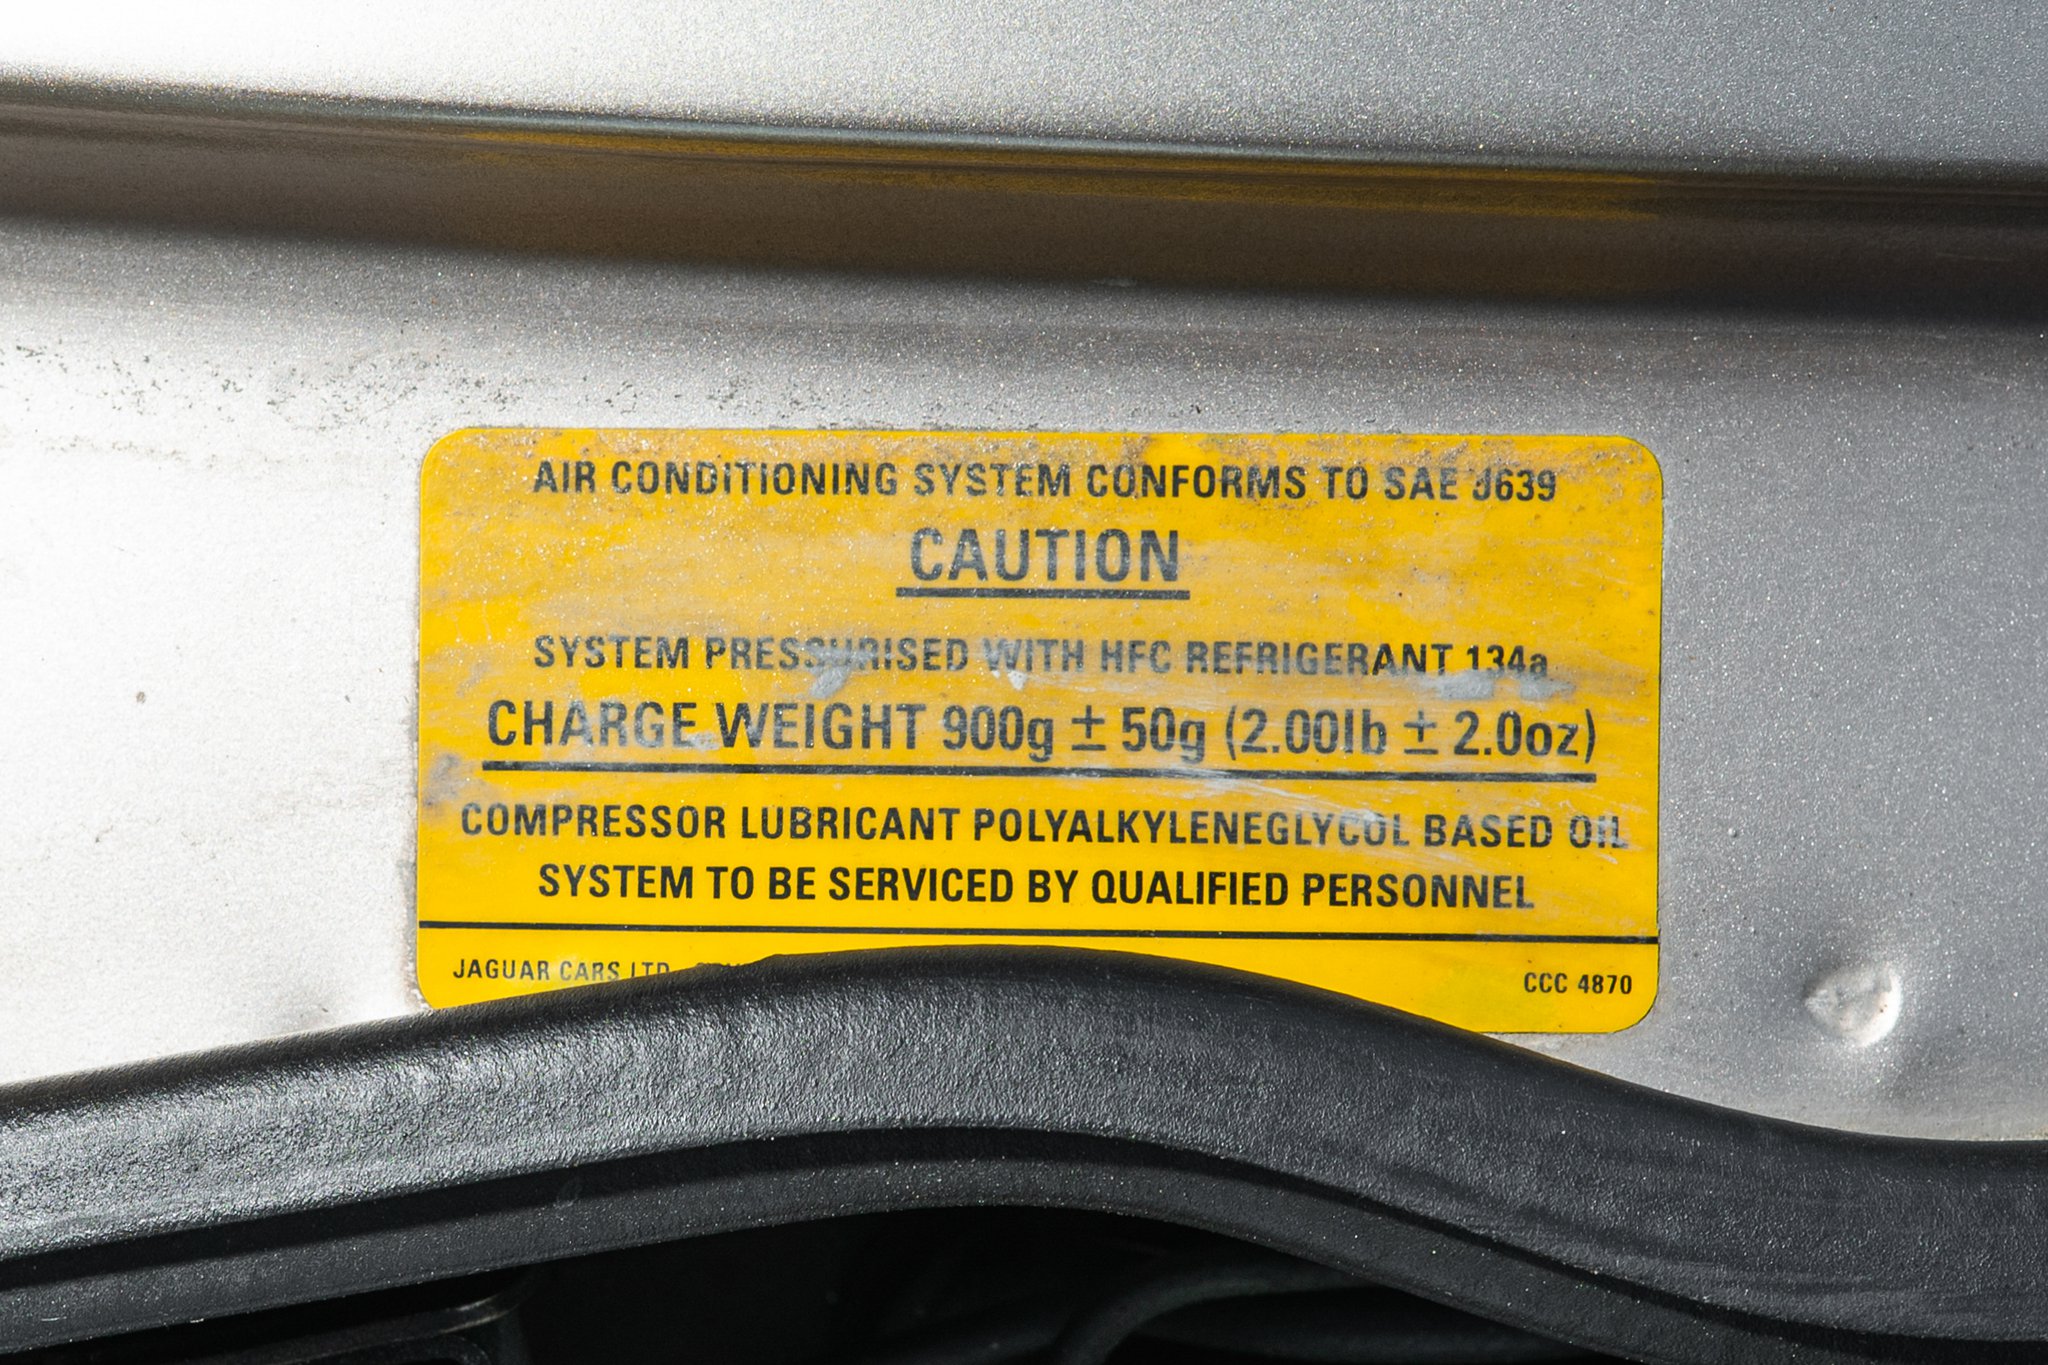 AIR CONDITIONING SYSTEM CONFORMS TO SAE J639
CAUTION
SYSTEM PRESSURISED WITH HFC REFRIGERANT 134a
CHARGE WEIGHT 900g ± 50g (2.00lb ± 2.0oz)
COMPRESSOR LUBRICANT POLYALKYLENEGLYCOL BASED OIL
SYSTEM TO BE SERVICED BY QUALIFIED PERSONNEL
JAGUAR CARS LTD
CCC 4870